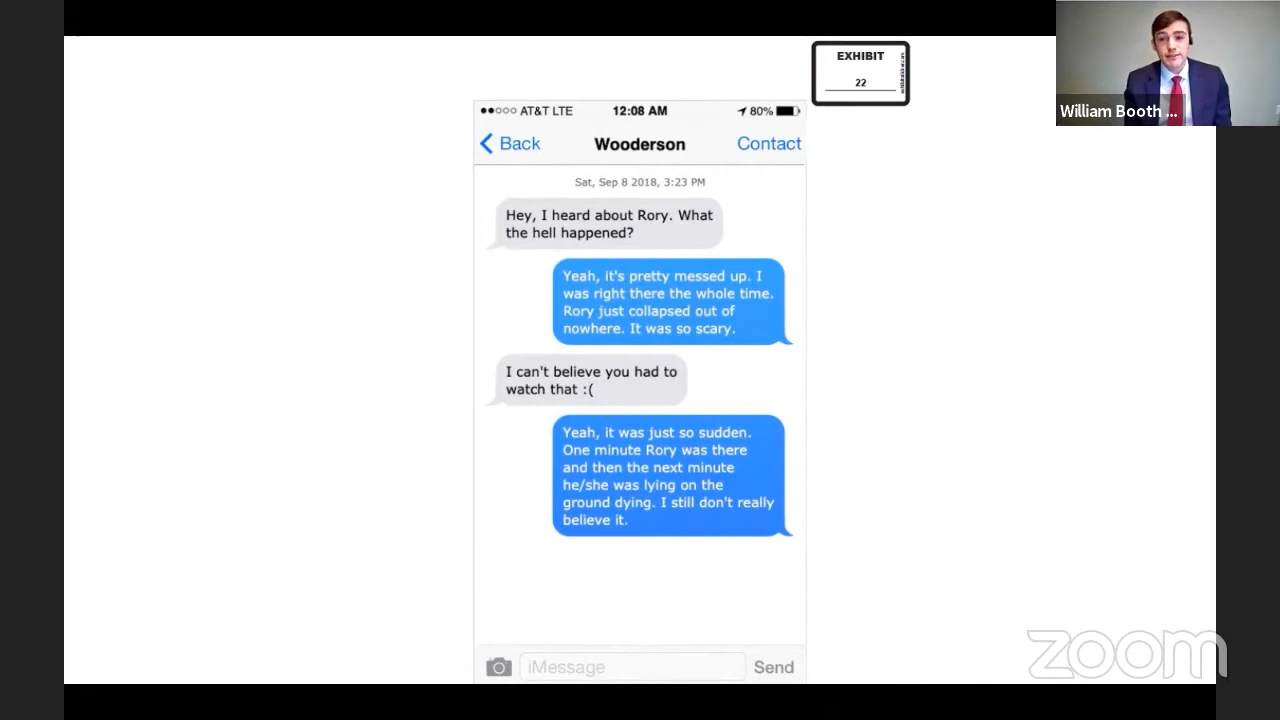 EXHIBIT
22
●●○○○ AT&T LTE 12:08 AM 80%
Back Wooderson Contact
Sat, Sep 8 2018, 3:23 PM
Hey, I heard about Rory. What
the hell happened?
Yeah, it's pretty messed up. I
was right there the whole time.
Rory just collapsed out of
nowhere. It was so scary.
I can't believe you had to
watch that :(
Yeah, it was just so sudden.
One minute Rory was there
and then the next minute
he/she was lying on the
ground dying. I still don't really
believe it.
iMessage Send
William Booth ...
zoom